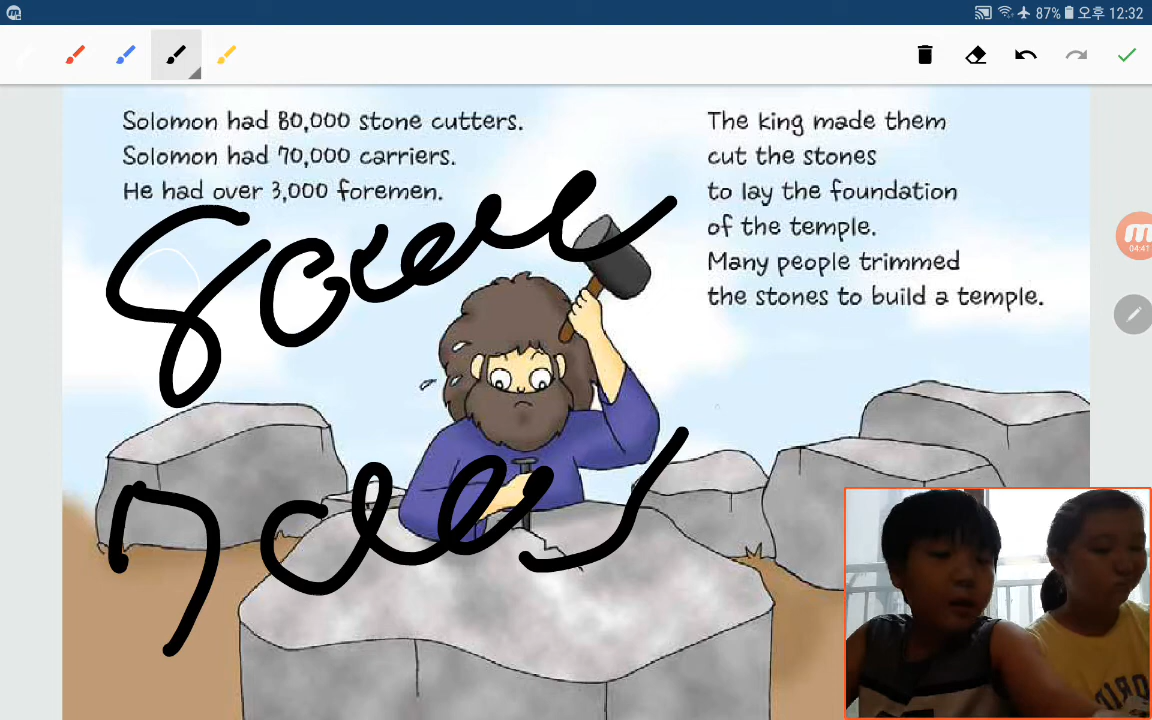 87% 오후 12:32
Solomon had 80,000 stone cutters.
Solomon had 70,000 carriers.
He had over 3,000 foremen.
The king made them
cut the stones
to lay the foundation
of the temple.
Many people trimmed
the stones to build a temple.
04:41